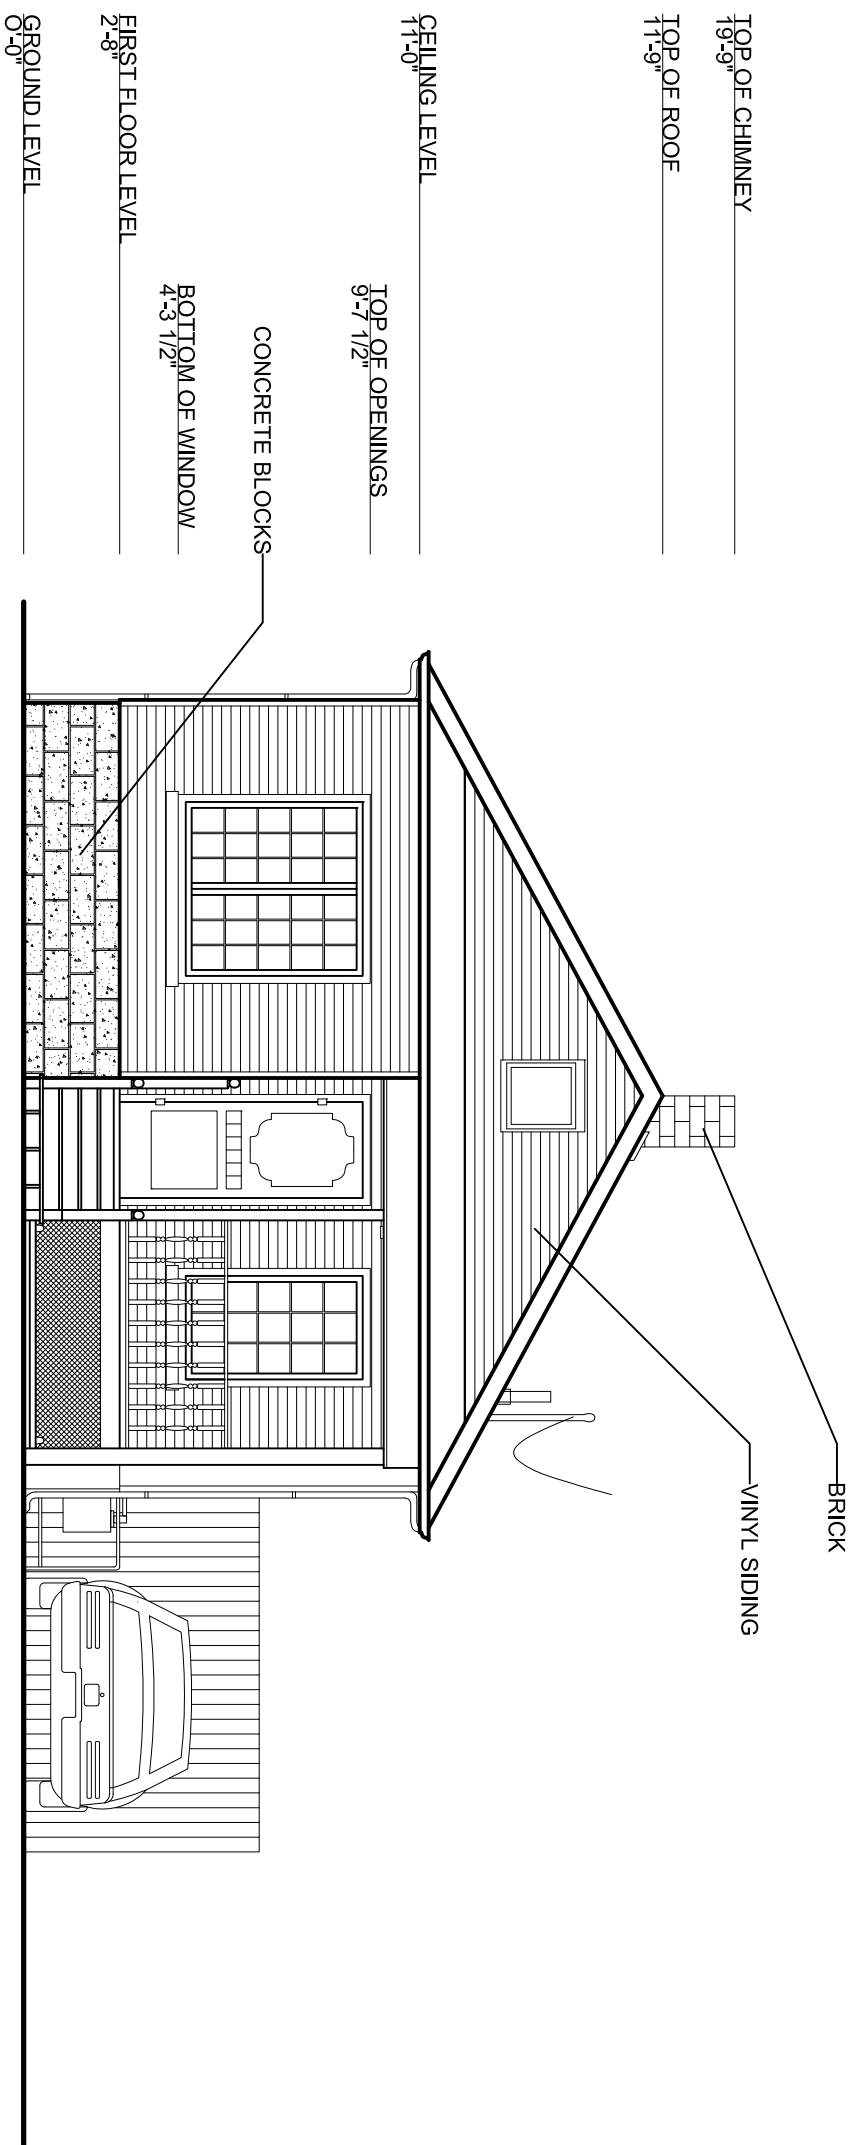 TOP OF CHIMNEY
19'-9"
TOP OF ROOF
11'-9"
CEILING LEVEL
11'-0"
TOP OF OPENINGS
9'-7 1/2"
BOTTOM OF WINDOW
4'-3 1/2"
FIRST FLOOR LEVEL
2'-8"
GROUND LEVEL
O'-0"
CONCRETE BLOCKS
BRICK
VINYL SIDING